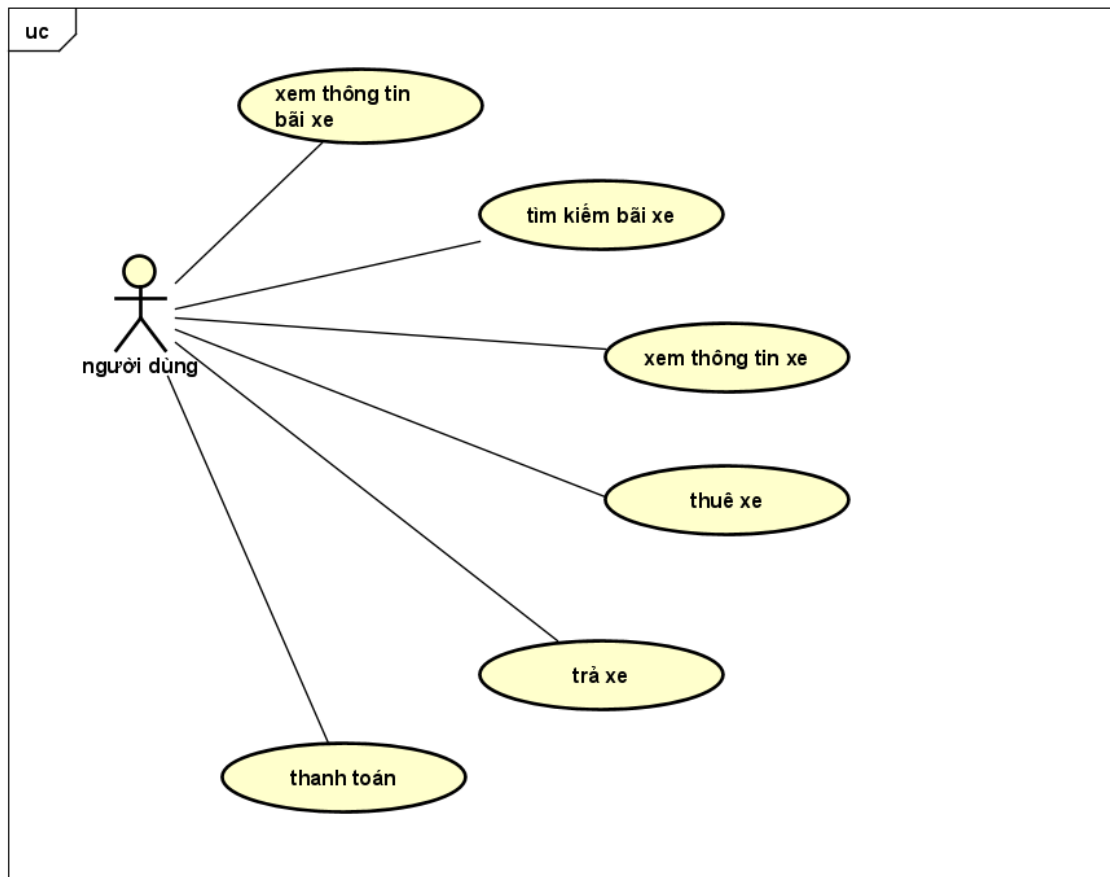 uc
xem thông tin
bãi xe
tìm kiếm bãi xe
người dùng
xem thông tin xe
thuê xe
trả xe
thanh toán